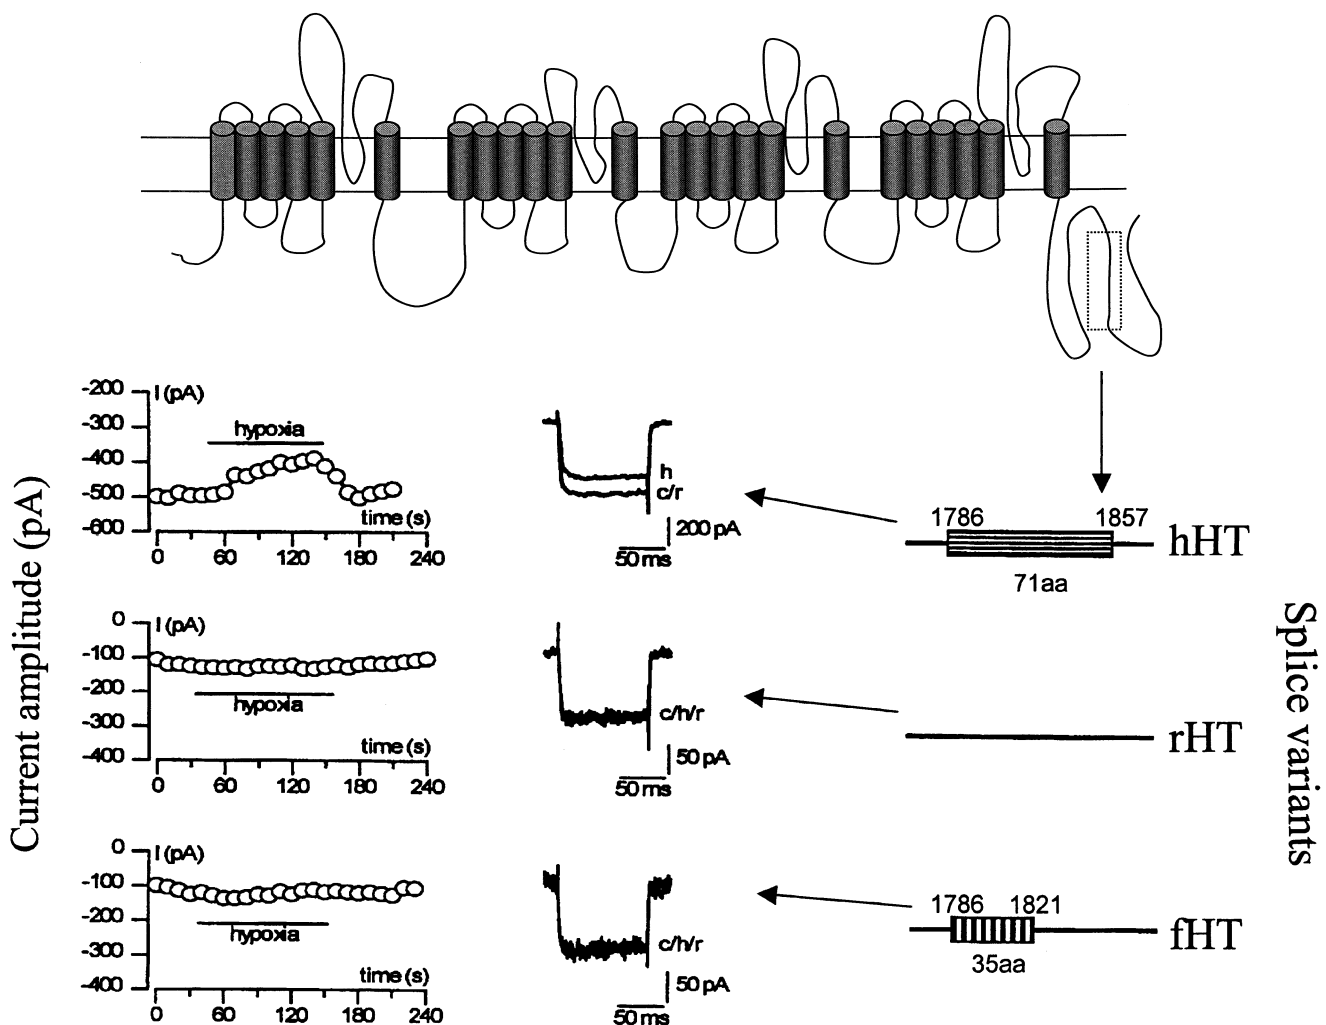 Current amplitude (pA)
-200
-300
-400
-500
-600
I (pA)
hypoxia
time (s)
0
60
120
180
240
h
c/r
200 pA
50 ms
1786
1857
71aa
hHT
0
-100
-200
-300
-400
I (pA)
hypoxia
time (s)
0
60
120
180
240
c/h/r
50 pA
50 ms
rHT
0
-100
-200
-300
-400
I (pA)
hypoxia
time (s)
0
60
120
180
240
c/h/r
50 pA
50 ms
1786
1821
35aa
fHT
Splice variants